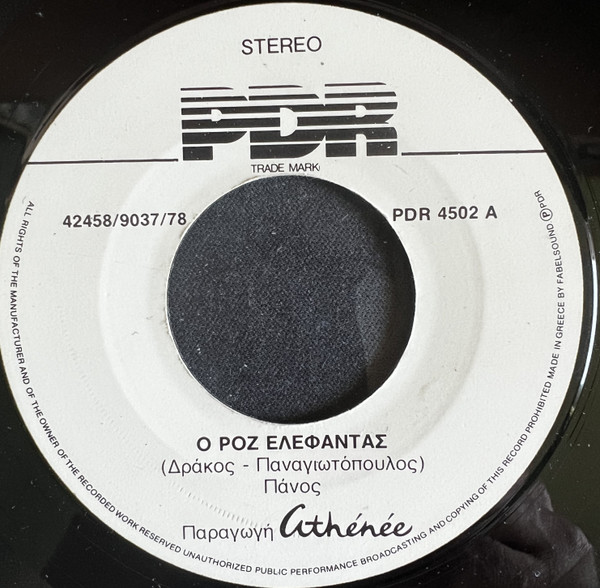 STEREO
PDR
TRADE MARK
42458/9037/78
PDR 4502 A
Ο ΡΟΖ ΕΛΕΦΑΝΤΑΣ
(Δράκος - Παναγιωτόπουλος)
Πάνος
Παραγωγή Athénée
ALL RIGHTS OF THE MANUFACTURER AND OF THE OWNER OF THE RECORDED WORK RESERVED UNAUTHORIZED PUBLIC PERFORMANCE BROADCASTING AND COPYING OF THIS RECORD PROHIBITED MADE IN GREECE BY FABELSOUND ℗ PDR